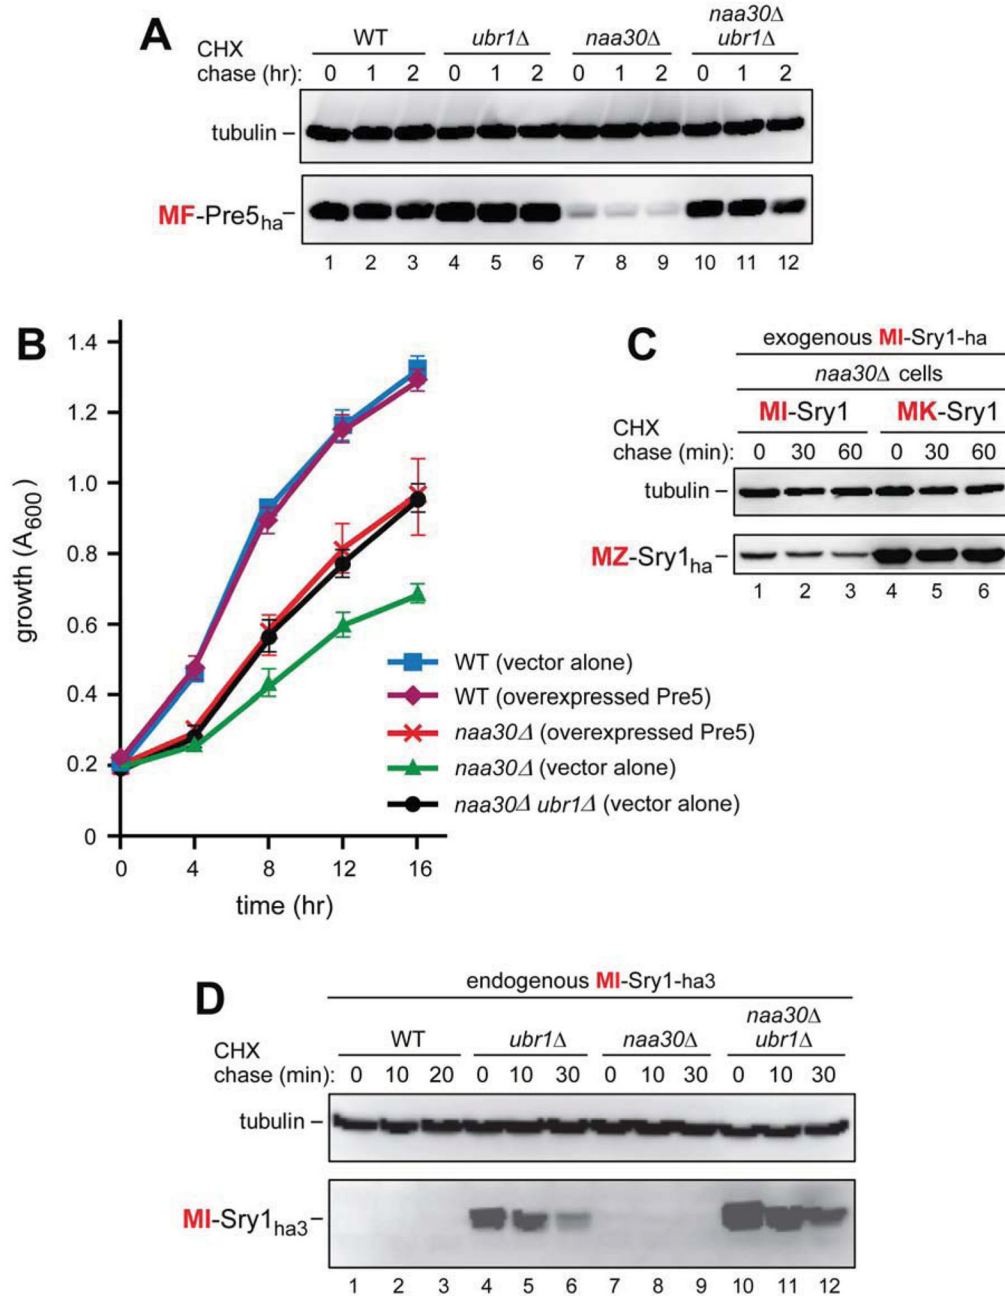 A
CHX
chase (hr):
WT
ubr1Δ
naa30Δ
naa30Δ
ubr1Δ
0 1 2 0 1 2 0 1 2 0 1 2
tubulin
MF-Pre5ha
1 2 3 4 5 6 7 8 9 10 11 12
B
growth (A600)
1.4
1.2
1.0
0.8
0.6
0.4
0.2
0
0 4 8 12 16
time (hr)
WT (vector alone)
WT (overexpressed Pre5)
naa30Δ (overexpressed Pre5)
naa30Δ (vector alone)
naa30Δ ubr1Δ (vector alone)
C
exogenous MI-Sry1-ha
naa30Δ cells
MI-Sry1 MK-Sry1
CHX
chase (min): 0 30 60 0 30 60
tubulin
MZ-Sry1ha
1 2 3 4 5 6
D
endogenous MI-Sry1-ha3
WT
ubr1Δ
naa30Δ
naa30Δ
ubr1Δ
CHX
chase (min): 0 10 20 0 10 30 0 10 30 0 10 30
tubulin
MI-Sry1ha3
1 2 3 4 5 6 7 8 9 10 11 12